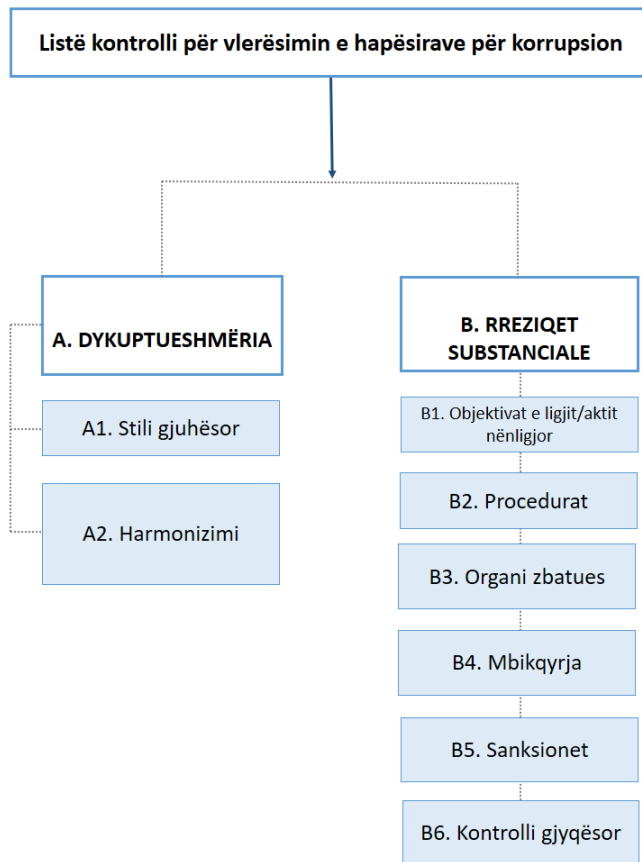 Listë kontrolli për vlerësimin e hapësirave për korrupsion
A. DYKUPTUESHMËRIA
A1. Stili gjuhësor
A2. Harmonizimi
B. RREZIQET
SUBSTANCIALE
B1. Objektivat e ligjit/aktit
nënligjor
B2. Procedurat
B3. Organi zbatues
B4. Mbikqyrja
B5. Sanksionet
B6. Kontrolli gjyqësor